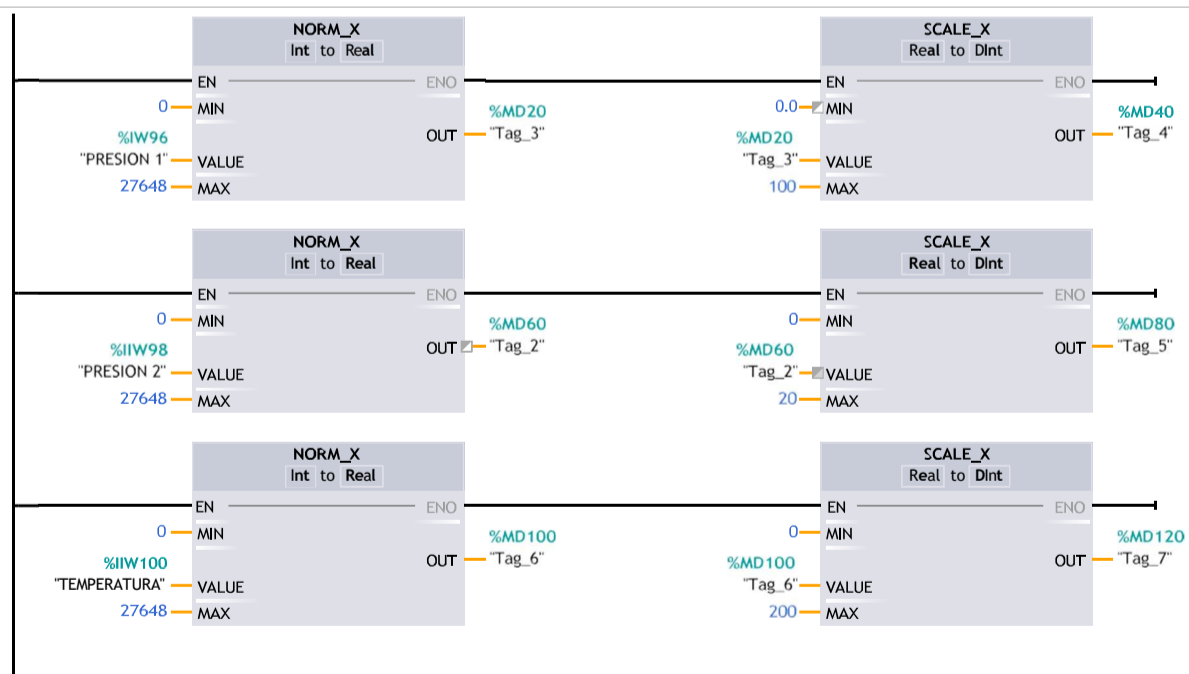 NORM_X
Int to Real
EN
ENO
0
MIN
%IW96
"PRESION 1"
VALUE
27648
MAX
OUT
%MD20
"Tag_3"
SCALE_X
Real to DInt
EN
ENO
0.0
MIN
%MD20
"Tag_3"
VALUE
100
MAX
OUT
%MD40
"Tag_4"
NORM_X
Int to Real
EN
ENO
0
MIN
%IIW98
"PRESION 2"
VALUE
27648
MAX
OUT
%MD60
"Tag_2"
SCALE_X
Real to DInt
EN
ENO
0
MIN
%MD60
"Tag_2"
VALUE
20
MAX
OUT
%MD80
"Tag_5"
NORM_X
Int to Real
EN
ENO
0
MIN
%IIW100
"TEMPERATURA"
VALUE
27648
MAX
OUT
%MD100
"Tag_6"
SCALE_X
Real to DInt
EN
ENO
0
MIN
%MD100
"Tag_6"
VALUE
200
MAX
OUT
%MD120
"Tag_7"